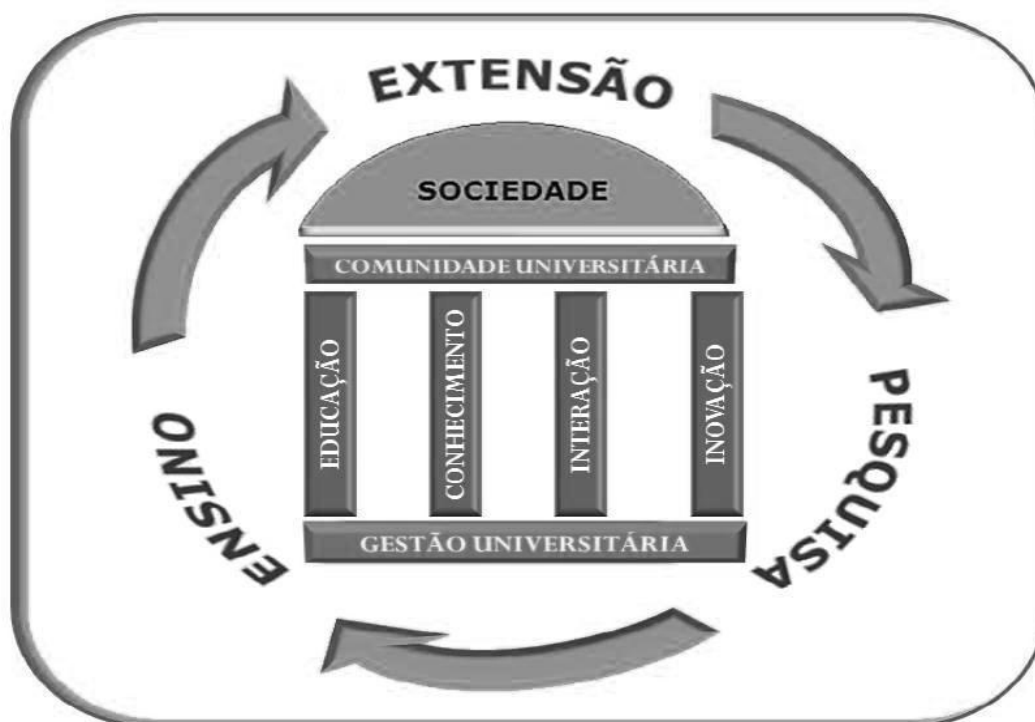 EXTENSÃO
SOCIEDADE
COMUNIDADE UNIVERSITÁRIA
EDUCAÇÃO
CONHECIMENTO
INTERAÇÃO
INOVAÇÃO
GESTÃO UNIVERSITÁRIA
PESQUISA
ENSINO